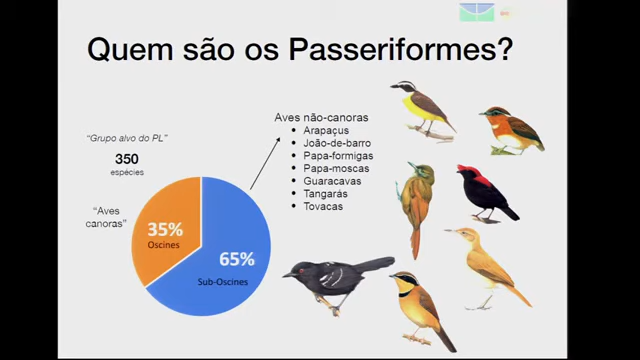 Quem são os Passeriformes?
“Grupo alvo do PL”
350
espécies
“Aves
canoras”
35%
Oscines
65%
Sub-Oscines
Aves não-canoras
• Arapaçus
• João-de-barro
• Papa-formigas
• Papa-moscas
• Guaracavas
• Tangarás
• Tovacas